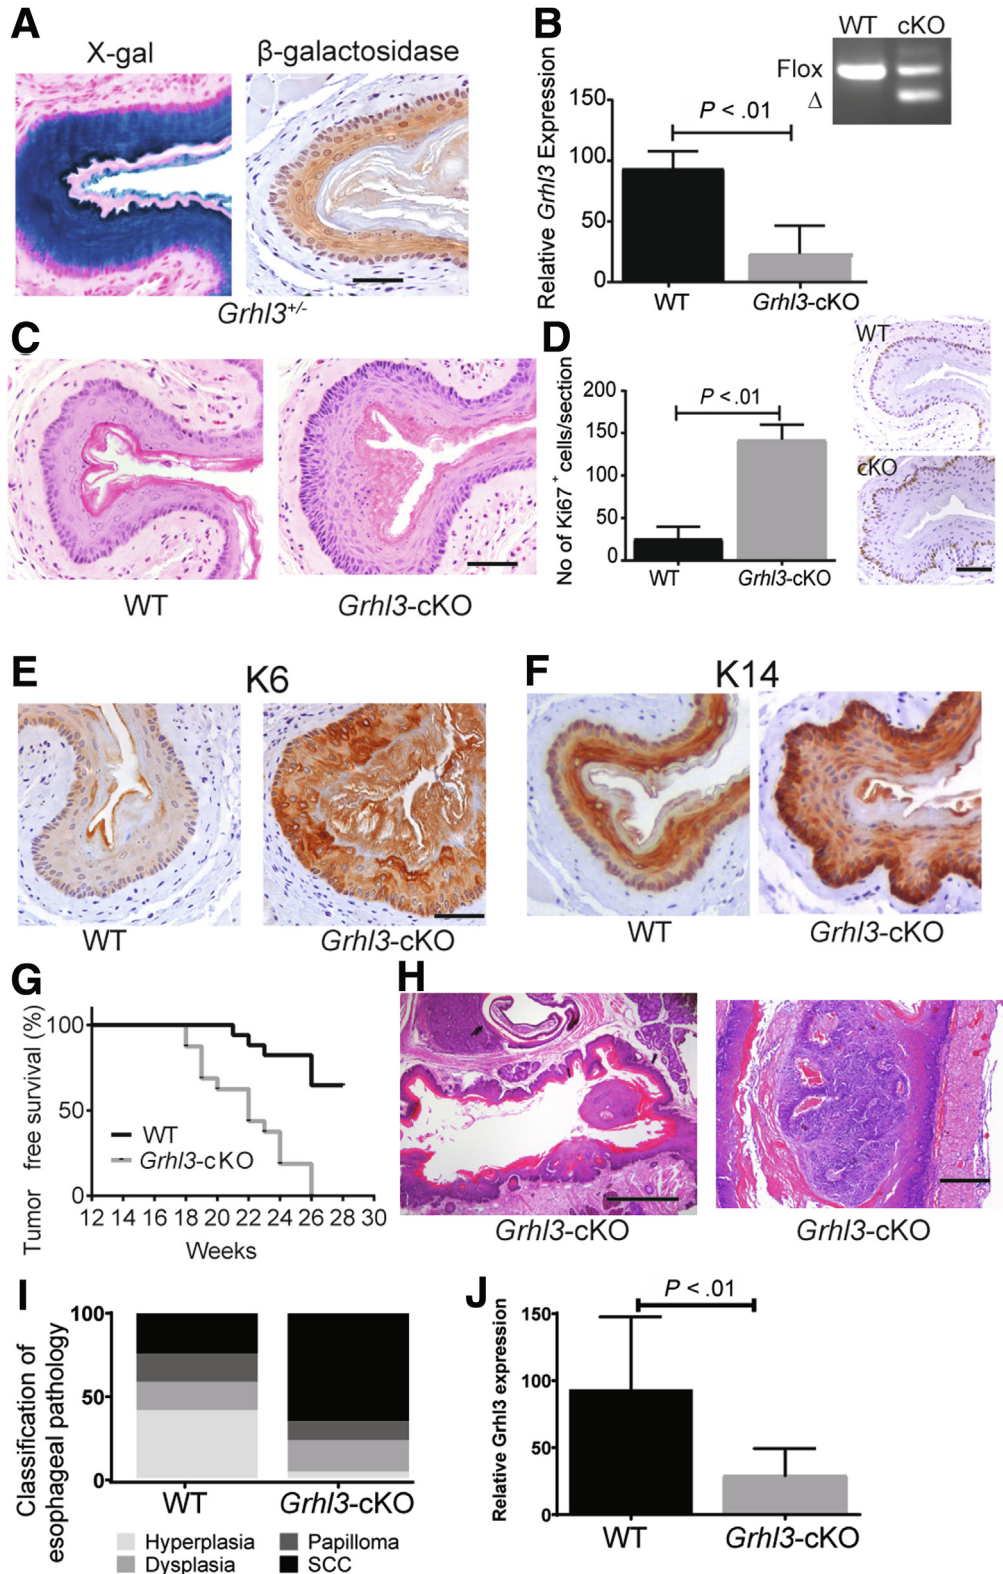 A
X-gal
β-galactosidase
Grhl3+/-
B
WT cKO
Flox
Δ
Relative Grhl3 Expression
150
100
50
0
P < .01
WT
Grhl3-cKO
C
WT
Grhl3-cKO
D
No of Ki67 + cells/section
200
150
100
50
0
P <.01
WT
Grhl3-cKO
WT
cKO
E
K6
WT
Grhl3-cKO
F
K14
WT
Grhl3-cKO
G
Tumor free survival (%)
100
50
0
WT
Grhl3-cKO
12 14 16 18 20 22 24 26 28 30
Weeks
H
Grhl3-cKO
Grhl3-cKO
I
Classification of
esophageal pathology
100
50
0
WT
Grhl3-cKO
Hyperplasia
Papilloma
Dysplasia
SCC
J
Relative Grhl3 expression
150
100
50
0
P < .01
WT
Grhl3-cKO